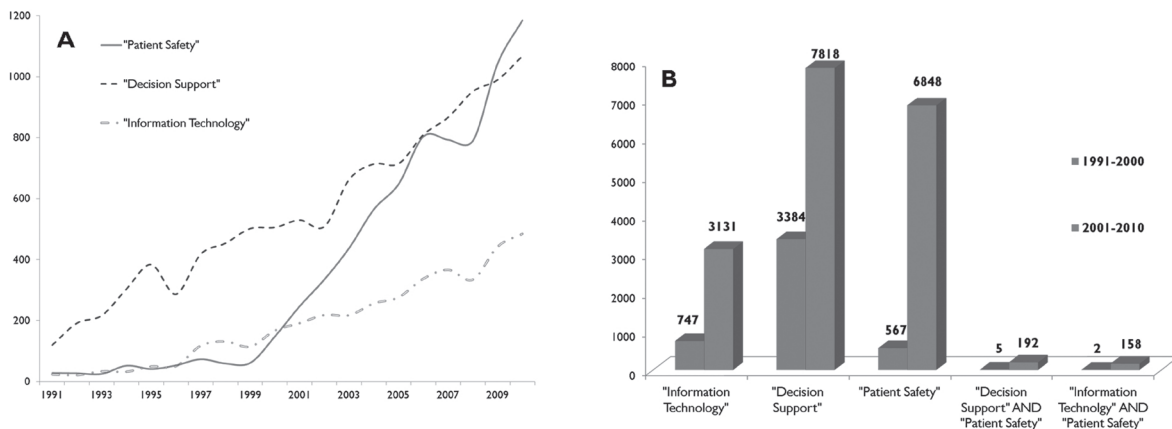 A
1200
1000
800
600
400
200
0
"Patient Safety"
"Decision Support"
"Information Technology"
1991 1993 1995 1997 1999 2001 2003 2005 2007 2009
B
8000
7000
6000
5000
4000
3000
2000
1000
0
747
3131
3384
7818
567
6848
5
192
2
158
1991-2000
2001-2010
"Information
Technology"
"Decision
Support"
"Patient Safety"
"Decision
Support" AND
"Patient Safety"
"Information
Technolgy" AND
"Patient Safety"